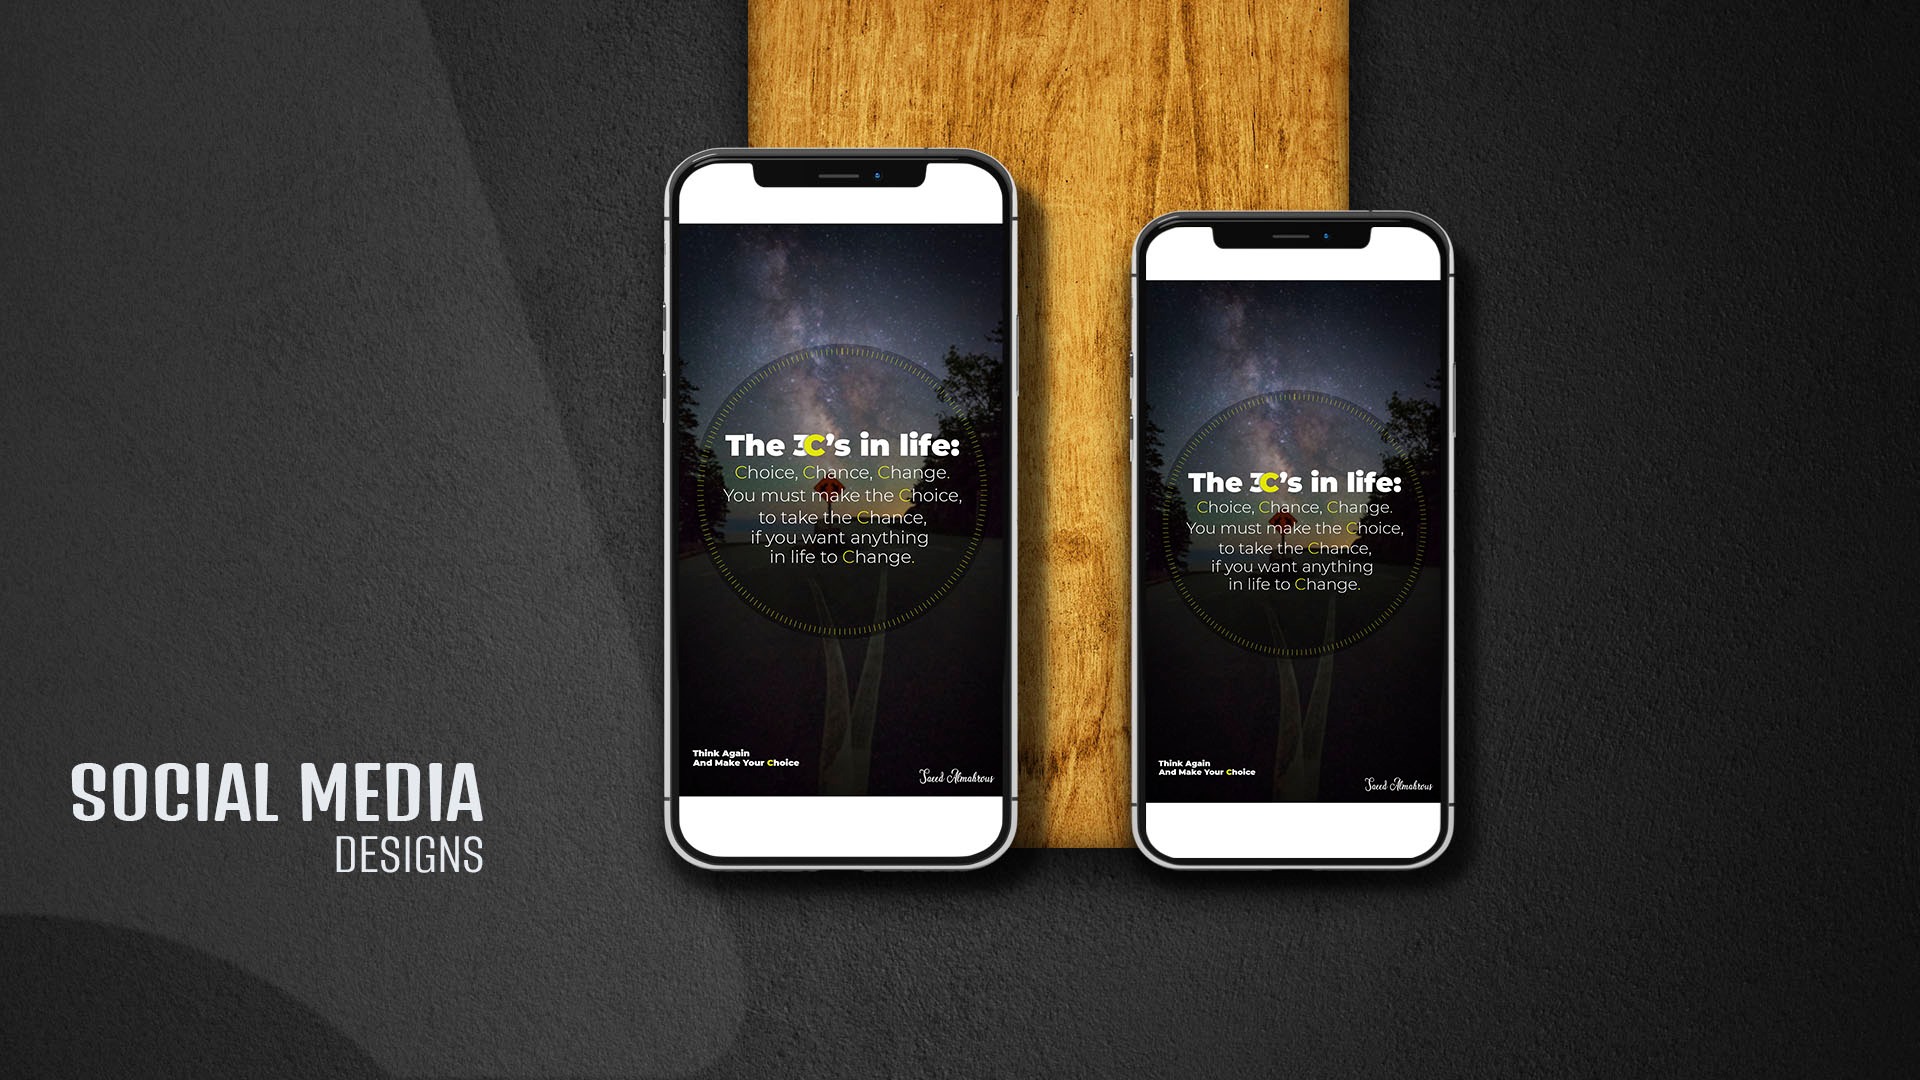 SOCIAL MEDIA
DESIGNS
The 3C's in life:
Choice, Chance, Change.
You must make the Choice,
to take the Chance,
if you want anything
in life to Change.
Think Again
And Make Your Choice
Saeed Almahrous
The 3C's in life:
Choice, Chance, Change.
You must make the Choice,
to take the Chance,
if you want anything
in life to Change.
Think Again
And Make Your Choice
Saeed Almahrous